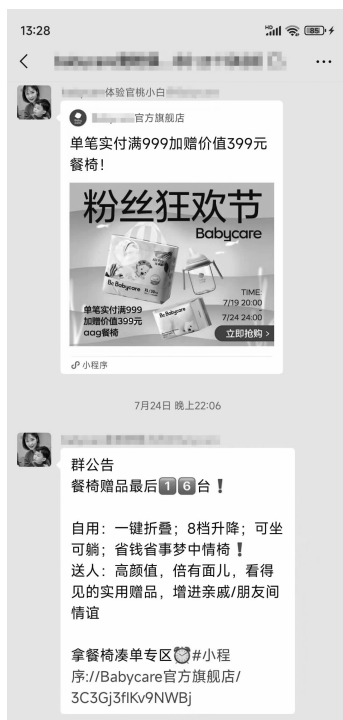 13:28
HD
85
体验官桃小白
官方旗舰店
单笔实付满999加赠价值399元
餐椅!
粉丝狂欢节
Babycare
TIME:
7/19 20:00
-
7/24 24:00
单笔实付满999
加赠价值399元
aag餐椅
立即抢购 >
小程序
7月24日 晚上22:06
群公告
餐椅赠品最后1️⃣6️⃣台❗
自用：一键折叠；8档升降；可坐
可躺；省钱省事梦中情椅❗
送人：高颜值，倍有面儿，看得
见的实用赠品，增进亲戚/朋友间
情谊
拿餐椅凑单专区⏰#小程
序://Babycare官方旗舰店/
3C3Gj3flKv9NWBj